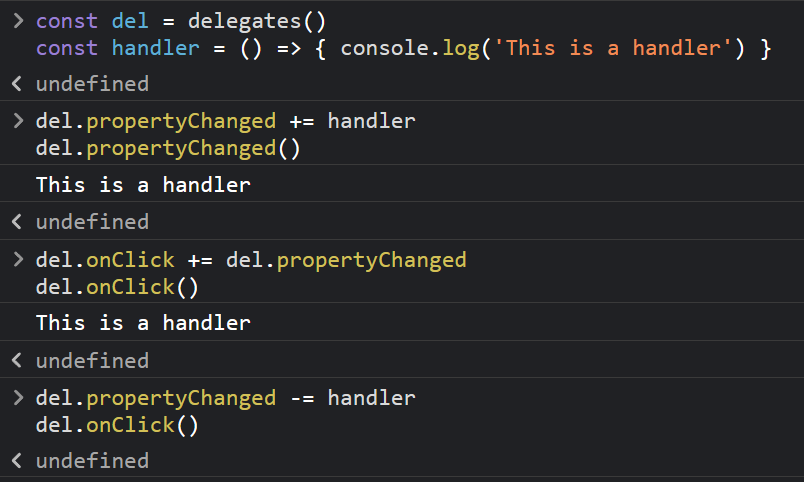 > const del = delegates()
const handler = () => { console.log('This is a handler') }
< undefined
> del.propertyChanged += handler
del.propertyChanged()
This is a handler
< undefined
> del.onClick += del.propertyChanged
del.onClick()
This is a handler
< undefined
> del.propertyChanged -= handler
del.onClick()
< undefined